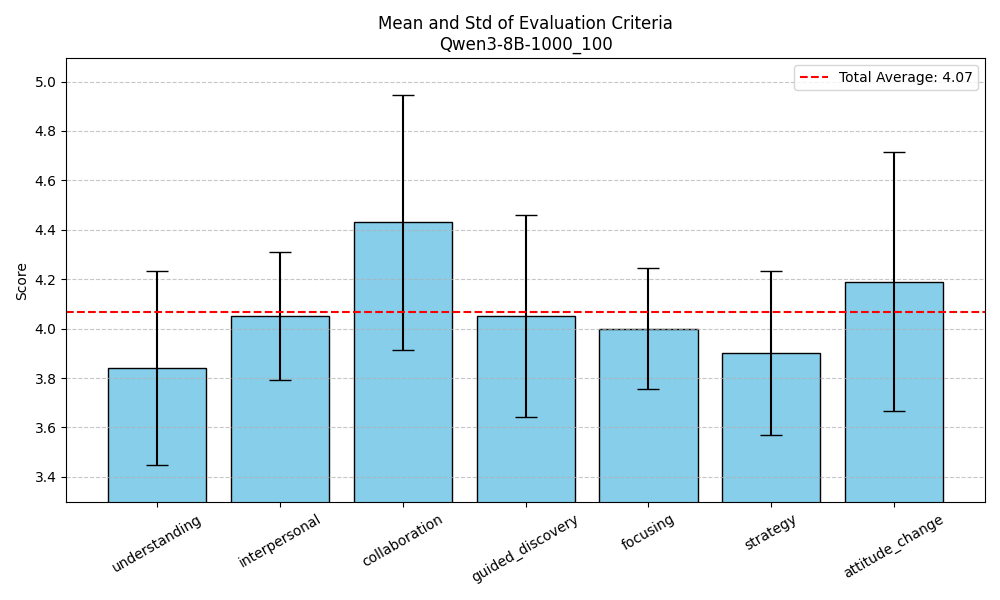 Mean and Std of Evaluation Criteria
Qwen3-8B-1000_100
Total Average: 4.07
Score
5.0
4.8
4.6
4.4
4.2
4.0
3.8
3.6
3.4
understanding
interpersonal
collaboration
guided_discovery
focusing
strategy
attitude_change